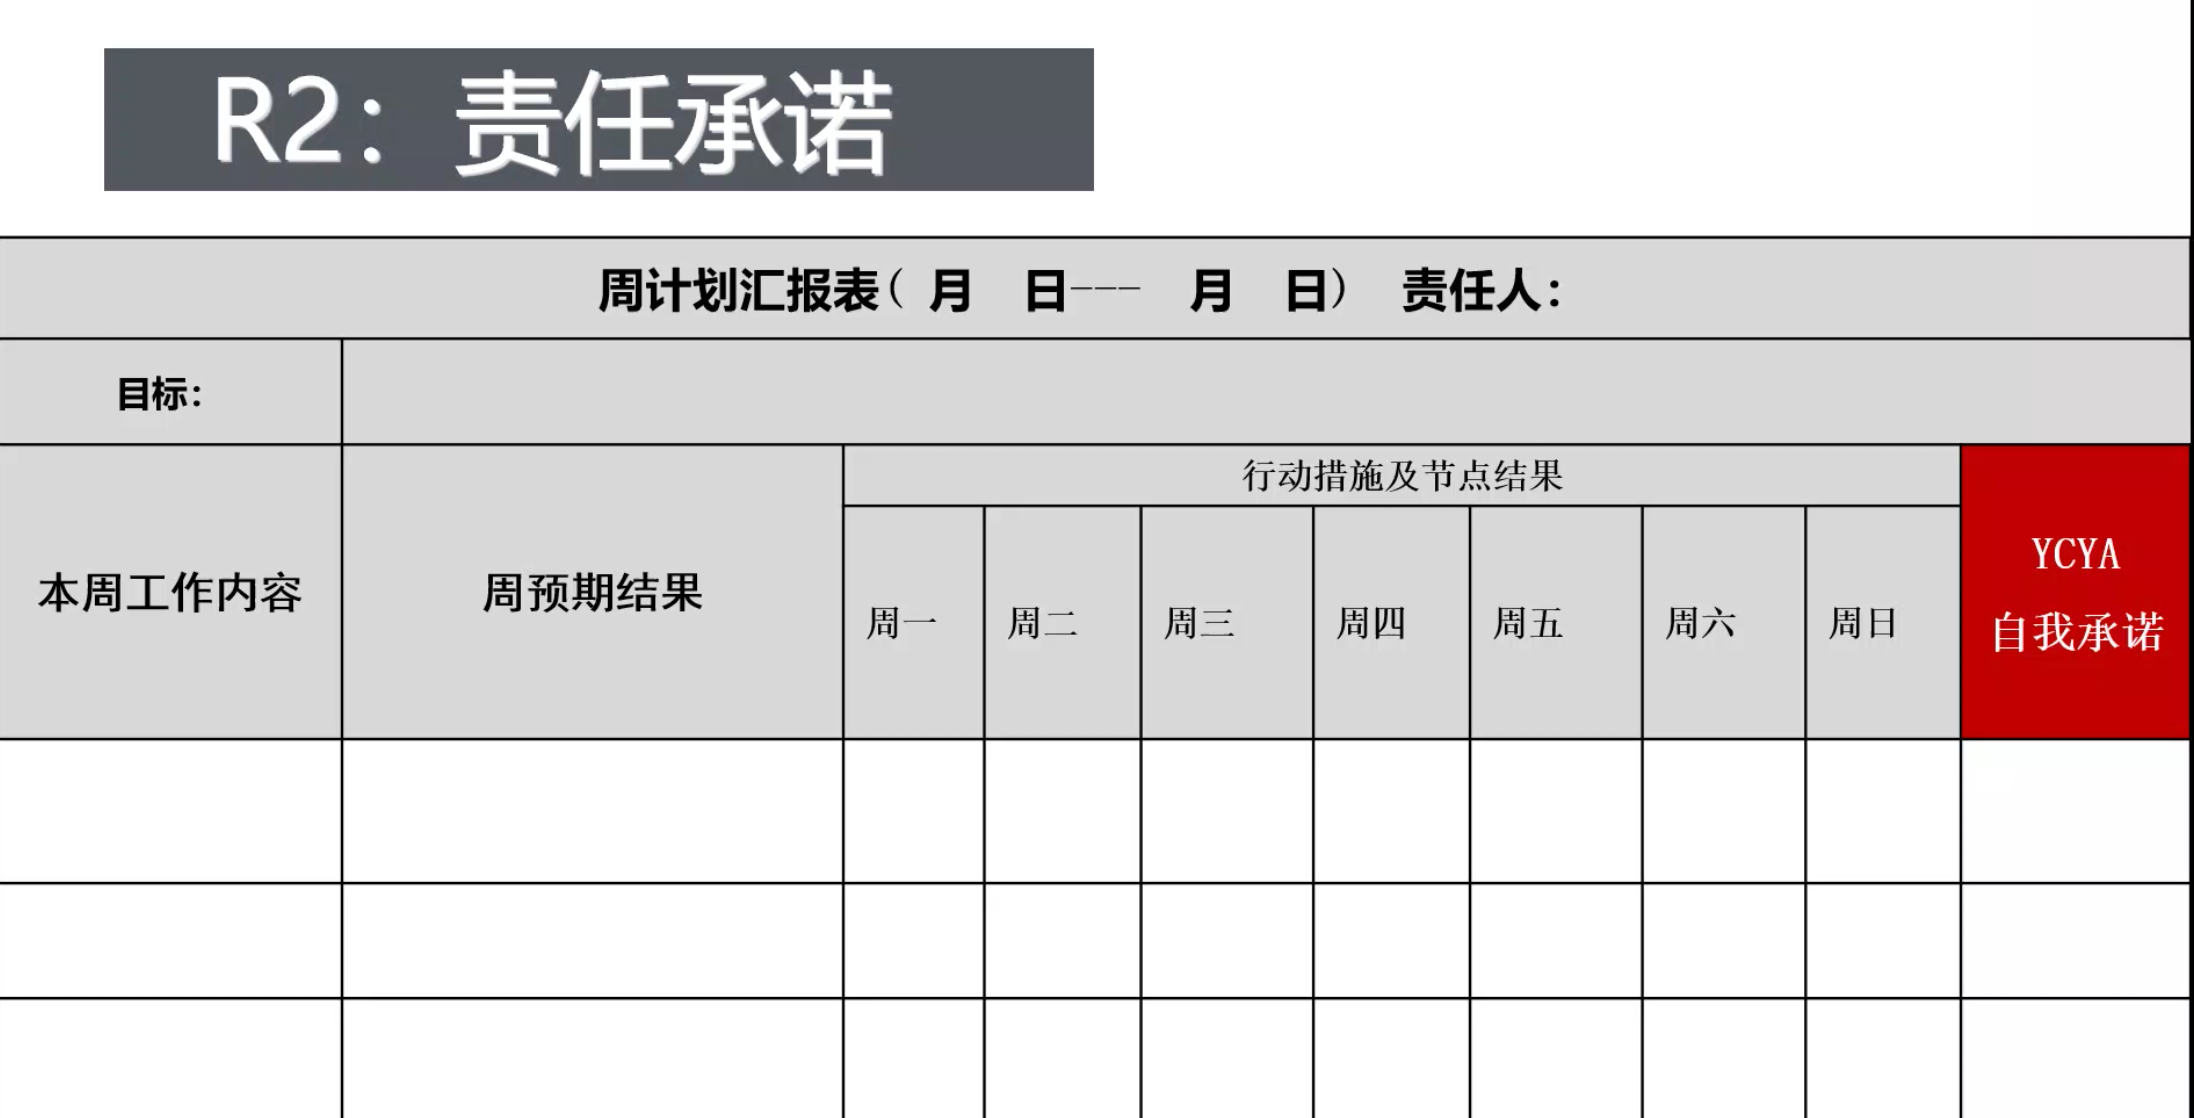 R2：责任承诺
周计划汇报表（ 月 日--- 月 日） 责任人：
目标：
本周工作内容
周预期结果
行动措施及节点结果
周一 周二 周三 周四 周五 周六 周日
YCYA
自我承诺